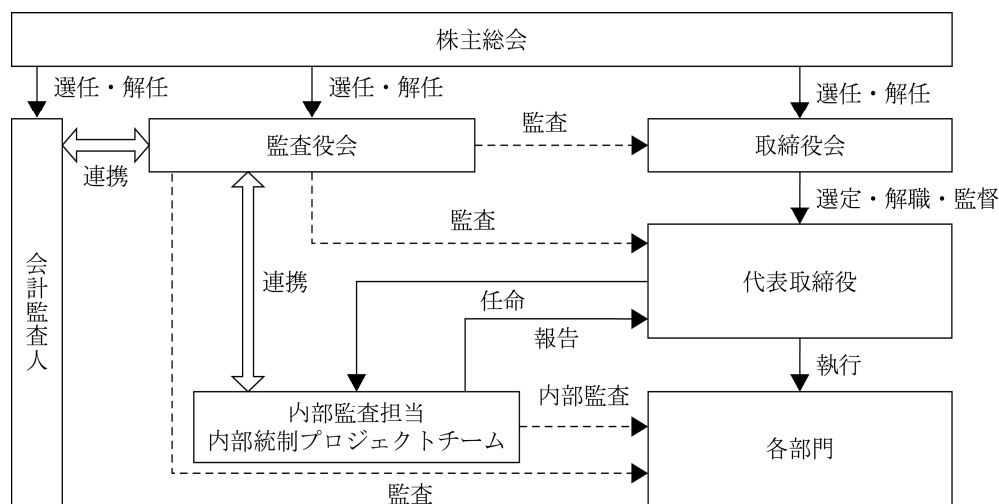 株主総会
選任・解任
選任・解任
選任・解任
監査役会
監査
取締役会
連携
選定・解職・監督
監査
会計監査人
連携
代表取締役
任命
報告
執行
内部監査担当
内部統制プロジェクトチーム
内部監査
各部門
監査